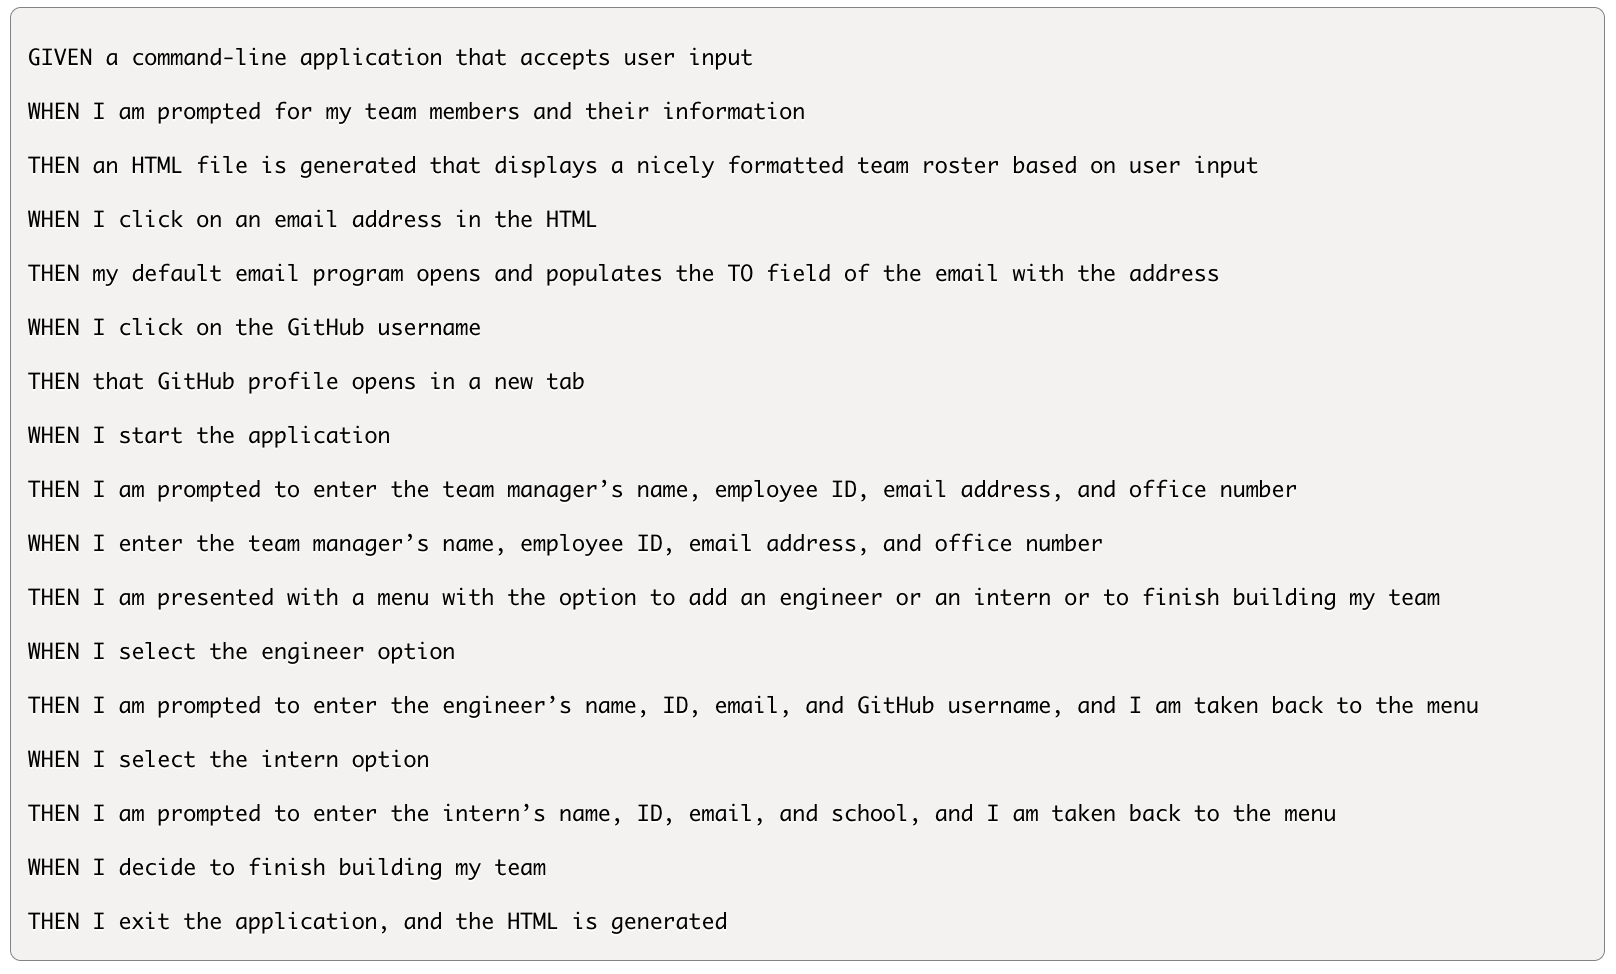 GIVEN a command-line application that accepts user input
WHEN I am prompted for my team members and their information
THEN an HTML file is generated that displays a nicely formatted team roster based on user input
WHEN I click on an email address in the HTML
THEN my default email program opens and populates the TO field of the email with the address
WHEN I click on the GitHub username
THEN that GitHub profile opens in a new tab
WHEN I start the application
THEN I am prompted to enter the team manager’s name, employee ID, email address, and office number
WHEN I enter the team manager’s name, employee ID, email address, and office number
THEN I am presented with a menu with the option to add an engineer or an intern or to finish building my team
WHEN I select the engineer option
THEN I am prompted to enter the engineer’s name, ID, email, and GitHub username, and I am taken back to the menu
WHEN I select the intern option
THEN I am prompted to enter the intern’s name, ID, email, and school, and I am taken back to the menu
WHEN I decide to finish building my team
THEN I exit the application, and the HTML is generated